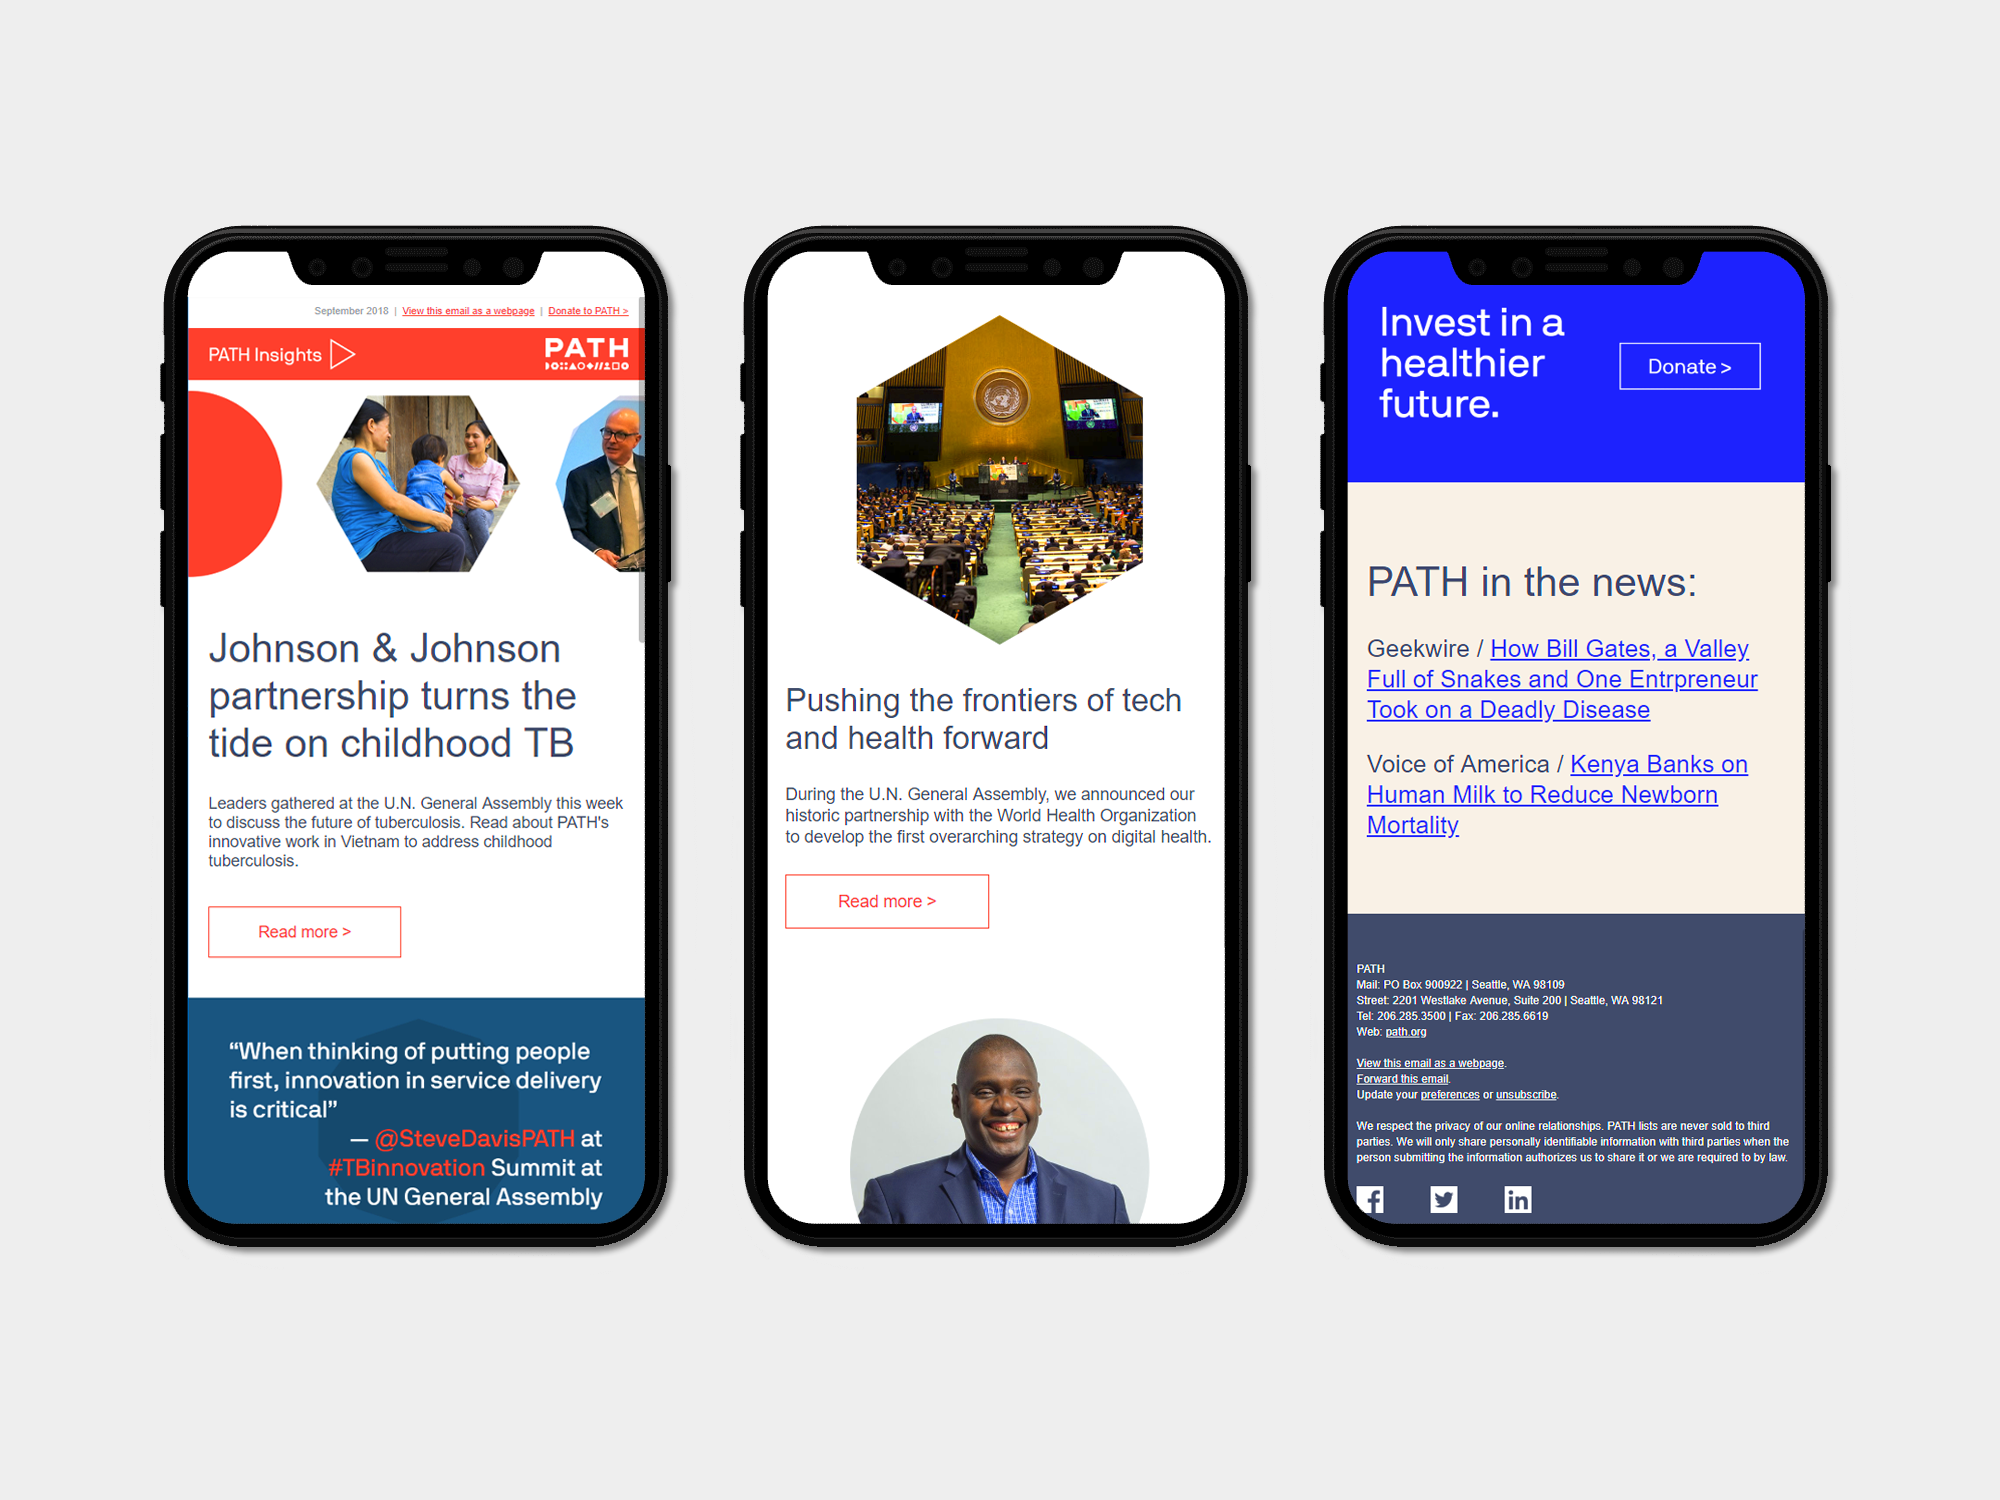 September 2018 | View this email as a webpage | Donate to PATH >
PATH Insights
PATH
Johnson & Johnson
partnership turns the
tide on childhood TB
Leaders gathered at the U.N. General Assembly this week
to discuss the future of tuberculosis. Read about PATH's
innovative work in Vietnam to address childhood
tuberculosis.
Read more >
“When thinking of putting people
first, innovation in service delivery
is critical”
— @SteveDavisPATH at
#TBinnovation Summit at
the UN General Assembly
Pushing the frontiers of tech
and health forward
During the U.N. General Assembly, we announced our
historic partnership with the World Health Organization
to develop the first overarching strategy on digital health.
Read more >
Invest in a
healthier
future.
Donate >
PATH in the news:
Geekwire / How Bill Gates, a Valley
Full of Snakes and One Entrpreneur
Took on a Deadly Disease
Voice of America / Kenya Banks on
Human Milk to Reduce Newborn
Mortality
PATH
Mail: PO Box 900922 | Seattle, WA 98109
Street: 2201 Westlake Avenue, Suite 200 | Seattle, WA 98121
Tel: 206.285.3500 | Fax: 206.285.6619
Web: path.org
View this email as a webpage.
Forward this email.
Update your preferences or unsubscribe.
We respect the privacy of our online relationships. PATH lists are never sold to third
parties. We will only share personally identifiable information with third parties when the
person submitting the information authorizes us to share it or we are required to by law.